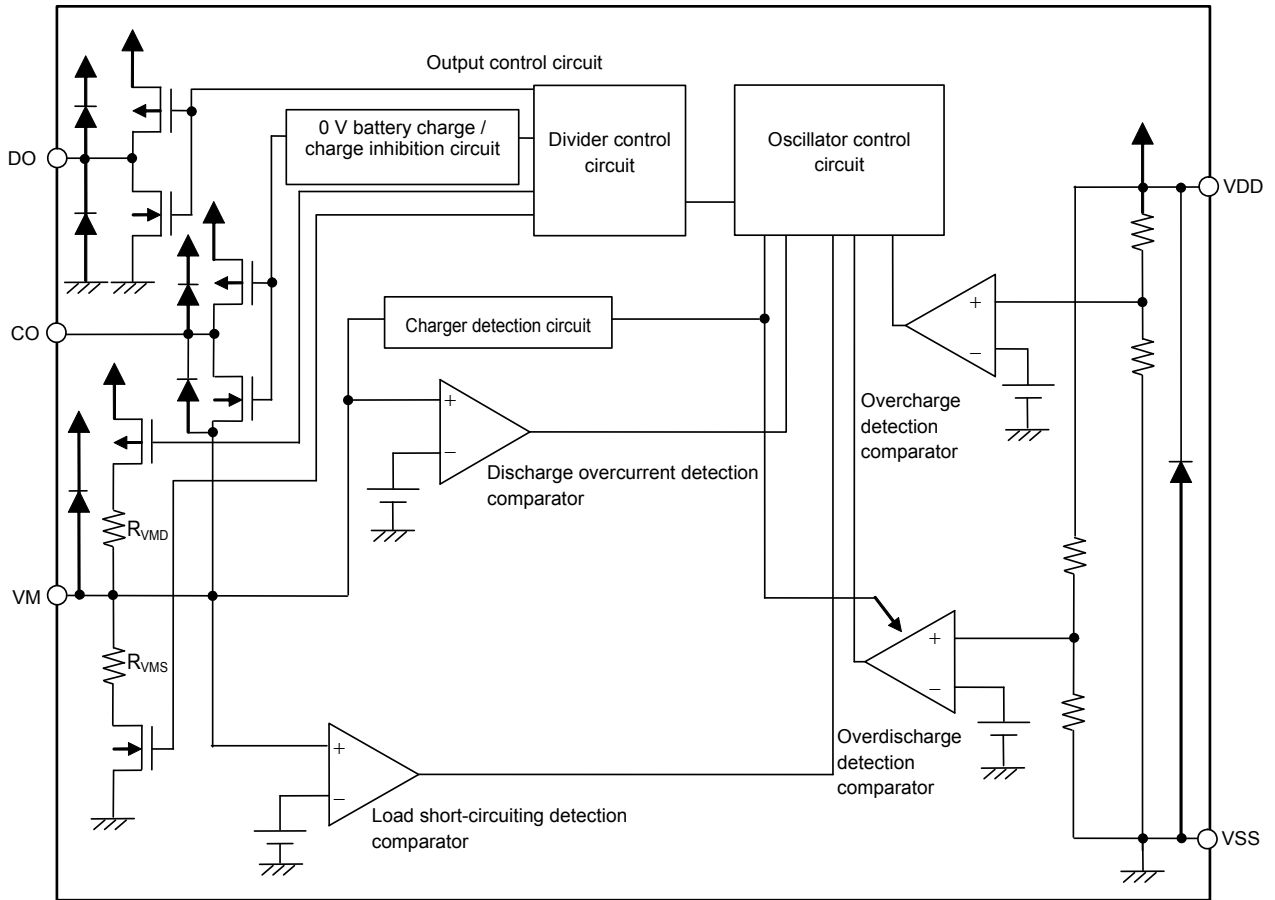 Output control circuit
0 V battery charge /
charge inhibition circuit
Divider control
circuit
Oscillator control
circuit
DO
VDD
CO
Charger detection circuit
+
−
Overcharge
detection
comparator
+
−
Discharge overcurrent detection
comparator
RVMD
VM
RVMS
+
−
Overdischarge
detection
comparator
+
−
Load short-circuiting detection
comparator
VSS